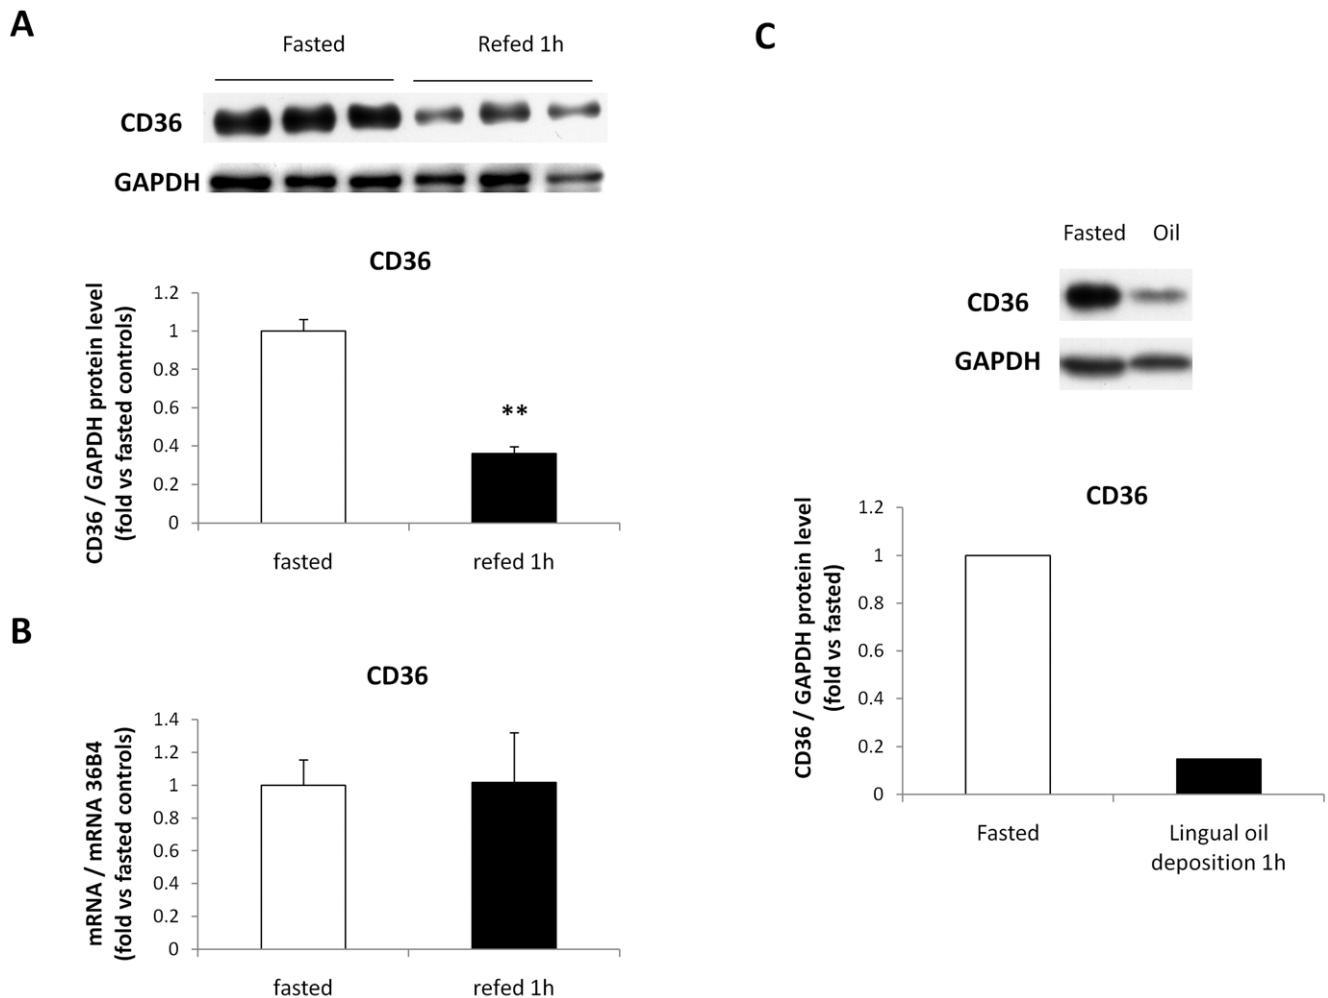 A
Fasted
Refed 1h
CD36
GAPDH
CD36
CD36 / GAPDH protein level
(fold vs fasted controls)
1.2
1
0.8
0.6
0.4
0.2
0
**
fasted
refed 1h
B
CD36
mRNA / mRNA 36B4
(fold vs fasted controls)
1.4
1.2
1
0.8
0.6
0.4
0.2
0
fasted
refed 1h
C
Fasted
Oil
CD36
GAPDH
CD36
CD36 / GAPDH protein level
(fold vs fasted)
1.2
1
0.8
0.6
0.4
0.2
0
Fasted
Lingual oil
deposition 1h